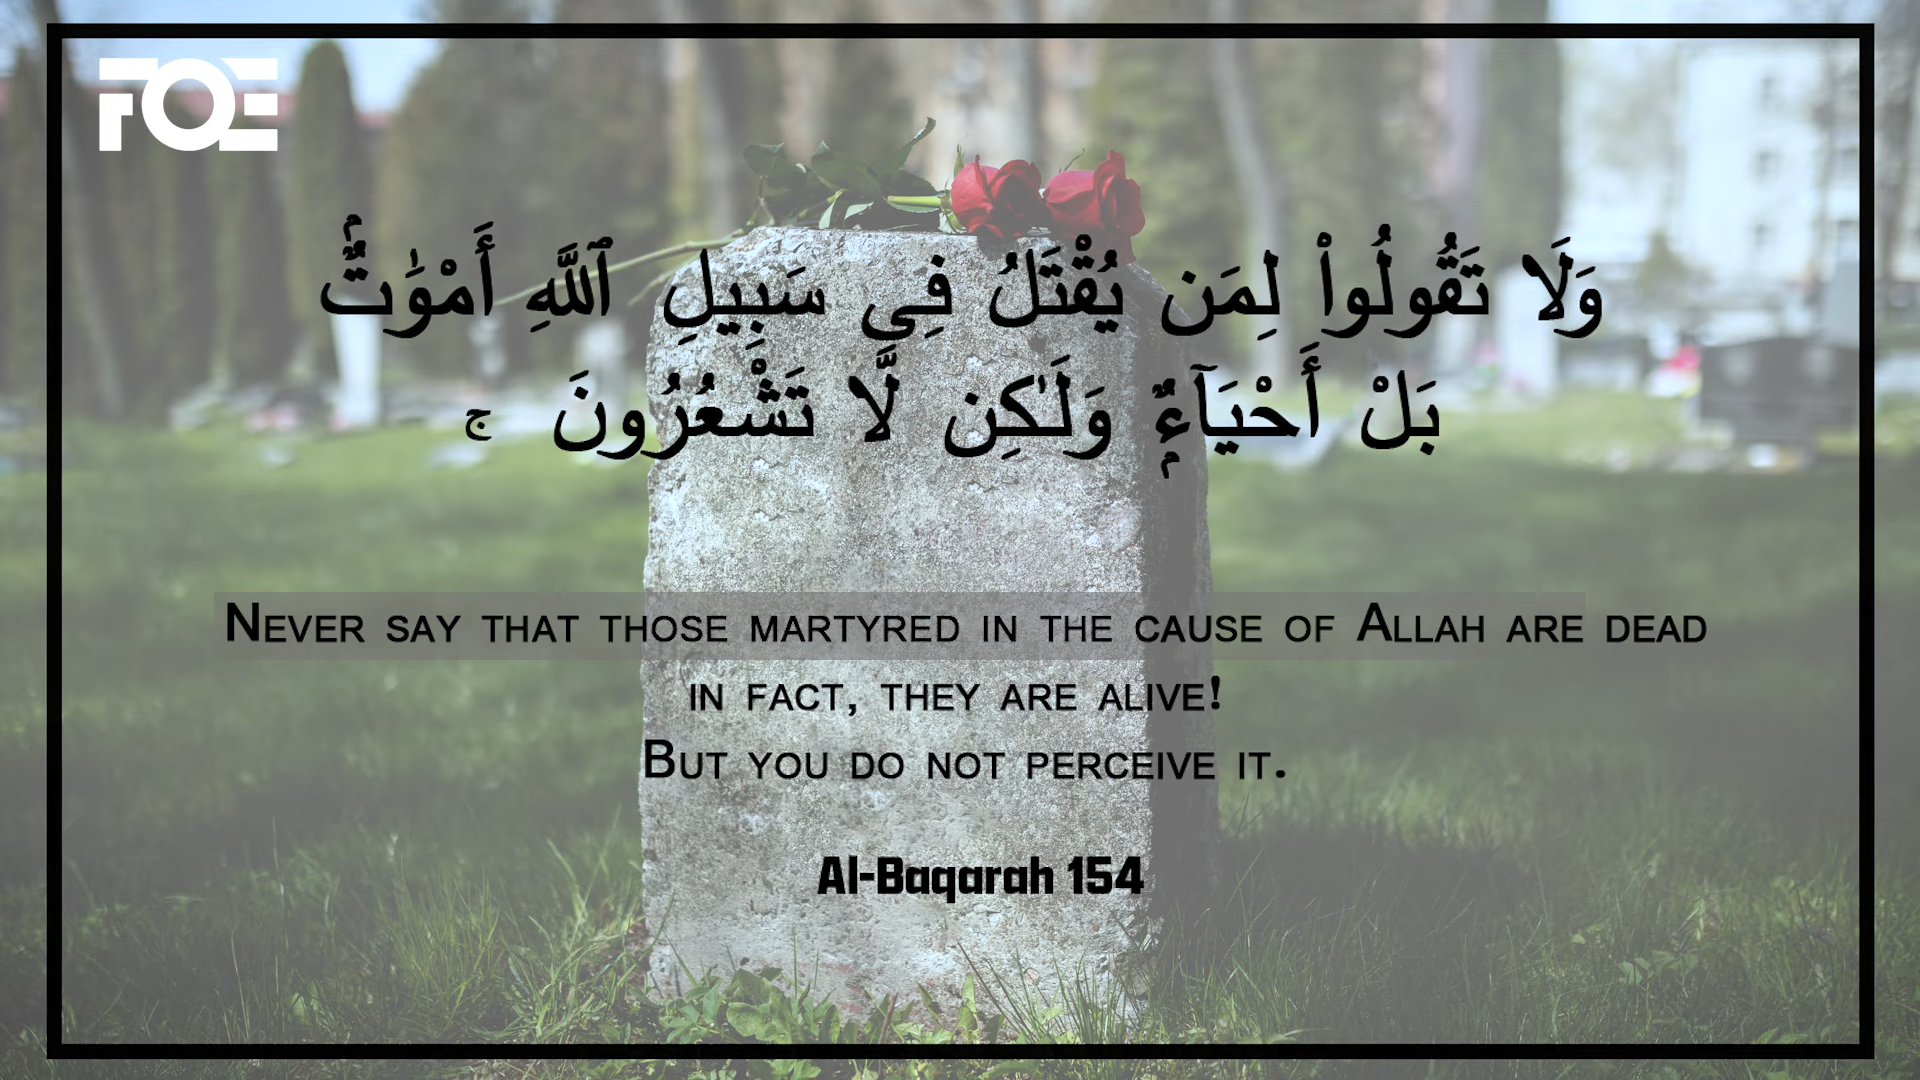 FOE
وَلَا تَقُولُوا۟ لِمَن يُقْتَلُ فِي سَبِيلِ ٱللَّهِ أَمْوَٰتٌۢ
بَلْ أَحْيَآءٌۭ وَلَـٰكِن لَّا تَشْعُرُونَ ۚ
Never say that those martyred in the cause of Allah are dead
in fact, they are alive!
But you do not perceive it.
Al-Baqarah 154